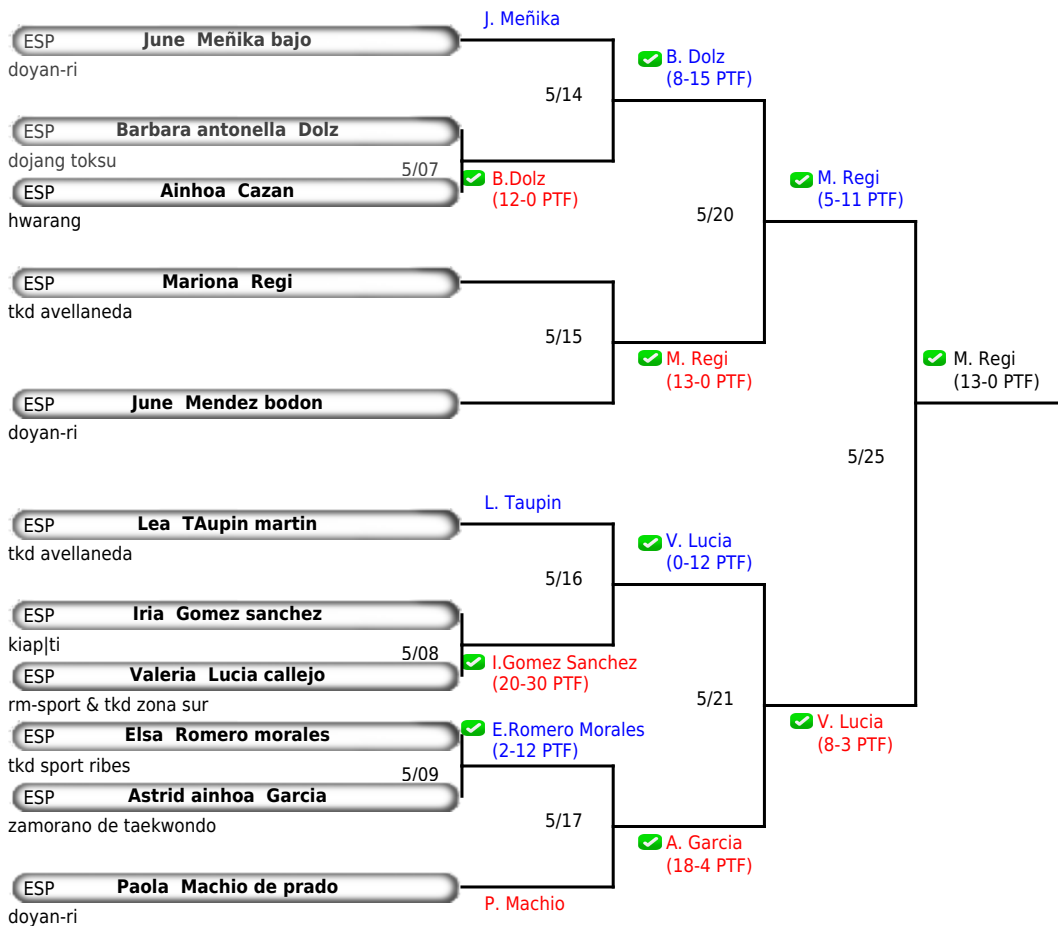 J. Meñika
ESP June Meñika bajo
doyan-ri
B. Dolz
(8-15 PTF)
5/14
ESP Barbara antonella Dolz
dojang toksu
5/07
B.Dolz
(12-0 PTF)
ESP Ainhoa Cazan
hwarang
M. Regi
(5-11 PTF)
5/20
ESP Mariona Regi
tkd avellaneda
5/15
M. Regi
(13-0 PTF)
M. Regi
(13-0 PTF)
ESP June Mendez bodon
doyan-ri
5/25
L. Taupin
ESP Lea TAupin martin
tkd avellaneda
V. Lucia
(0-12 PTF)
5/16
ESP Iria Gomez sanchez
kiap|ti
5/08
I.Gomez Sanchez
(20-30 PTF)
ESP Valeria Lucia callejo
rm-sport & tkd zona sur
5/21
V. Lucia
(8-3 PTF)
ESP Elsa Romero morales
tkd sport ribes
E.Romero Morales
(2-12 PTF)
5/09
ESP Astrid ainhoa Garcia
zamorano de taekwondo
5/17
A. Garcia
(18-4 PTF)
ESP Paola Machio de prado
doyan-ri
P. Machio